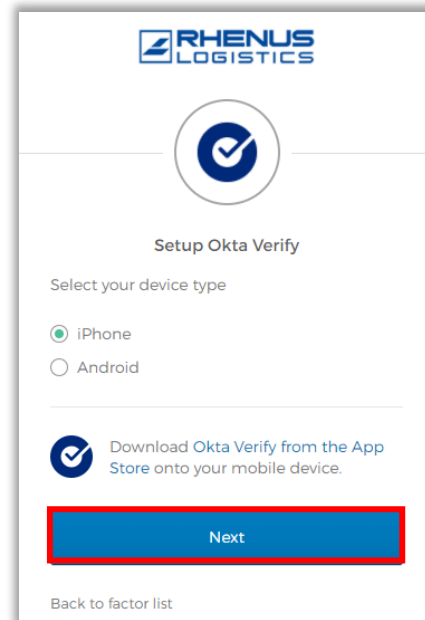 RHENUS
LOGISTICS
Setup Okta Verify
Select your device type
iPhone
Android
Download Okta Verify from the App
Store onto your mobile device.
Next
Back to factor list